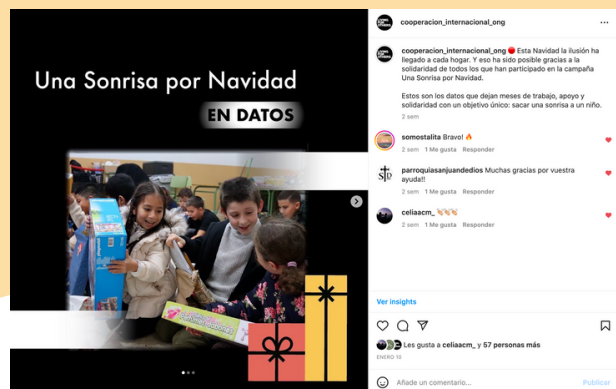 Una Sonrisa por Navidad
EN DATOS
cooperacion_internacional_ong
cooperacion_internacional_ong Esta Navidad la ilusión ha
llegado a cada hogar. Y eso ha sido posible gracias a la
solidaridad de todos los que han participado en la campaña
Una Sonrisa por Navidad.
Estos son los datos que dejan meses de trabajo, apoyo y
solidaridad con un objetivo único: sacar una sonrisa a un niño.
2 sem
somostalita Bravo! 🔥
2 sem 1 Me gusta Responder
parroquiasanjuandedios Muchas gracias por vuestra
ayuda!!
2 sem 1 Me gusta Responder
celiaacm_ 👏🏻👏🏻👏🏻
2 sem 1 Me gusta Responder
Ver insights
Les gusta a celiaacm_ y 57 personas más
ENERO 10
Añade un comentario...
Publicar